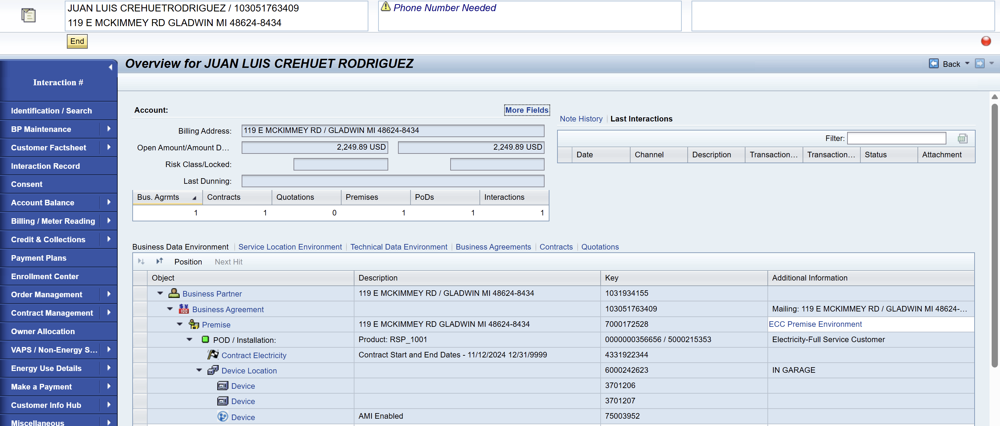 JUAN LUIS CREHUETRODRIGUEZ / 103051763409
119 E MCKIMMEY RD GLADWIN MI 48624-8434
Phone Number Needed
End
Overview for JUAN LUIS CREHUET RODRIGUEZ
Back
Interaction #
Identification / Search
BP Maintenance
Customer Factsheet
Interaction Record
Consent
Account Balance
Billing / Meter Reading
Credit & Collections
Payment Plans
Enrollment Center
Order Management
Contract Management
Owner Allocation
VAPS / Non-Energy S...
Energy Use Details
Make a Payment
Customer Info Hub
Miscellaneous
Account:
More Fields
Billing Address: 119 E MCKIMMEY RD / GLADWIN MI 48624-8434
Open Amount/Amount D... 2,249.89 USD 2,249.89 USD
Risk Class/Locked:
Last Dunning:
Bus. Agrmts Contracts Quotations Premises PoDs Interactions
1 1 0 1 1 1
Note History Last Interactions
Filter:
Date Channel Description Transaction... Transaction... Status Attachment
Business Data Environment Service Location Environment Technical Data Environment Business Agreements Contracts Quotations
Position Next Hit
Object Description Key Additional Information
Business Partner 119 E MCKIMMEY RD / GLADWIN MI 48624-8434 1031934155
Business Agreement 103051763409 Mailing: 119 E MCKIMMEY RD / GLADWIN MI 48624-...
Premise 119 E MCKIMMEY RD GLADWIN MI 48624-8434 7000172528 ECC Premise Environment
POD / Installation: Product: RSP_1001 0000000356656 / 5000215353 Electricity-Full Service Customer
Contract Electricity Contract Start and End Dates - 11/12/2024 12/31/9999 4331922344
Device Location 6000242623 IN GARAGE
Device 3701206
Device 3701207
Device AMI Enabled 75003952